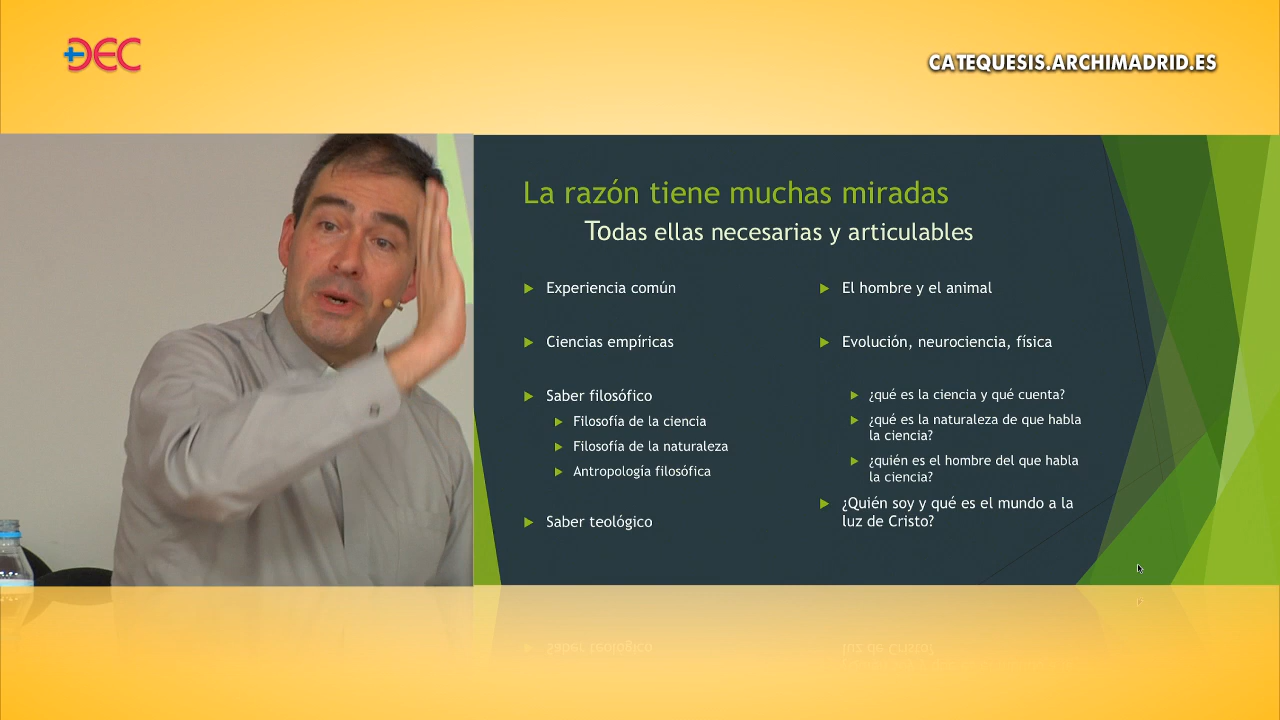 DEC
CATEQUESIS.ARCHIMADRID.ES
La razón tiene muchas miradas
Todas ellas necesarias y articulables
Experiencia común
Ciencias empíricas
Saber filosófico
Filosofía de la ciencia
Filosofía de la naturaleza
Antropología filosófica
Saber teológico
El hombre y el animal
Evolución, neurociencia, física
¿qué es la ciencia y qué cuenta?
¿qué es la naturaleza de que habla
la ciencia?
¿quién es el hombre del que habla
la ciencia?
¿Quién soy y qué es el mundo a la
luz de Cristo?